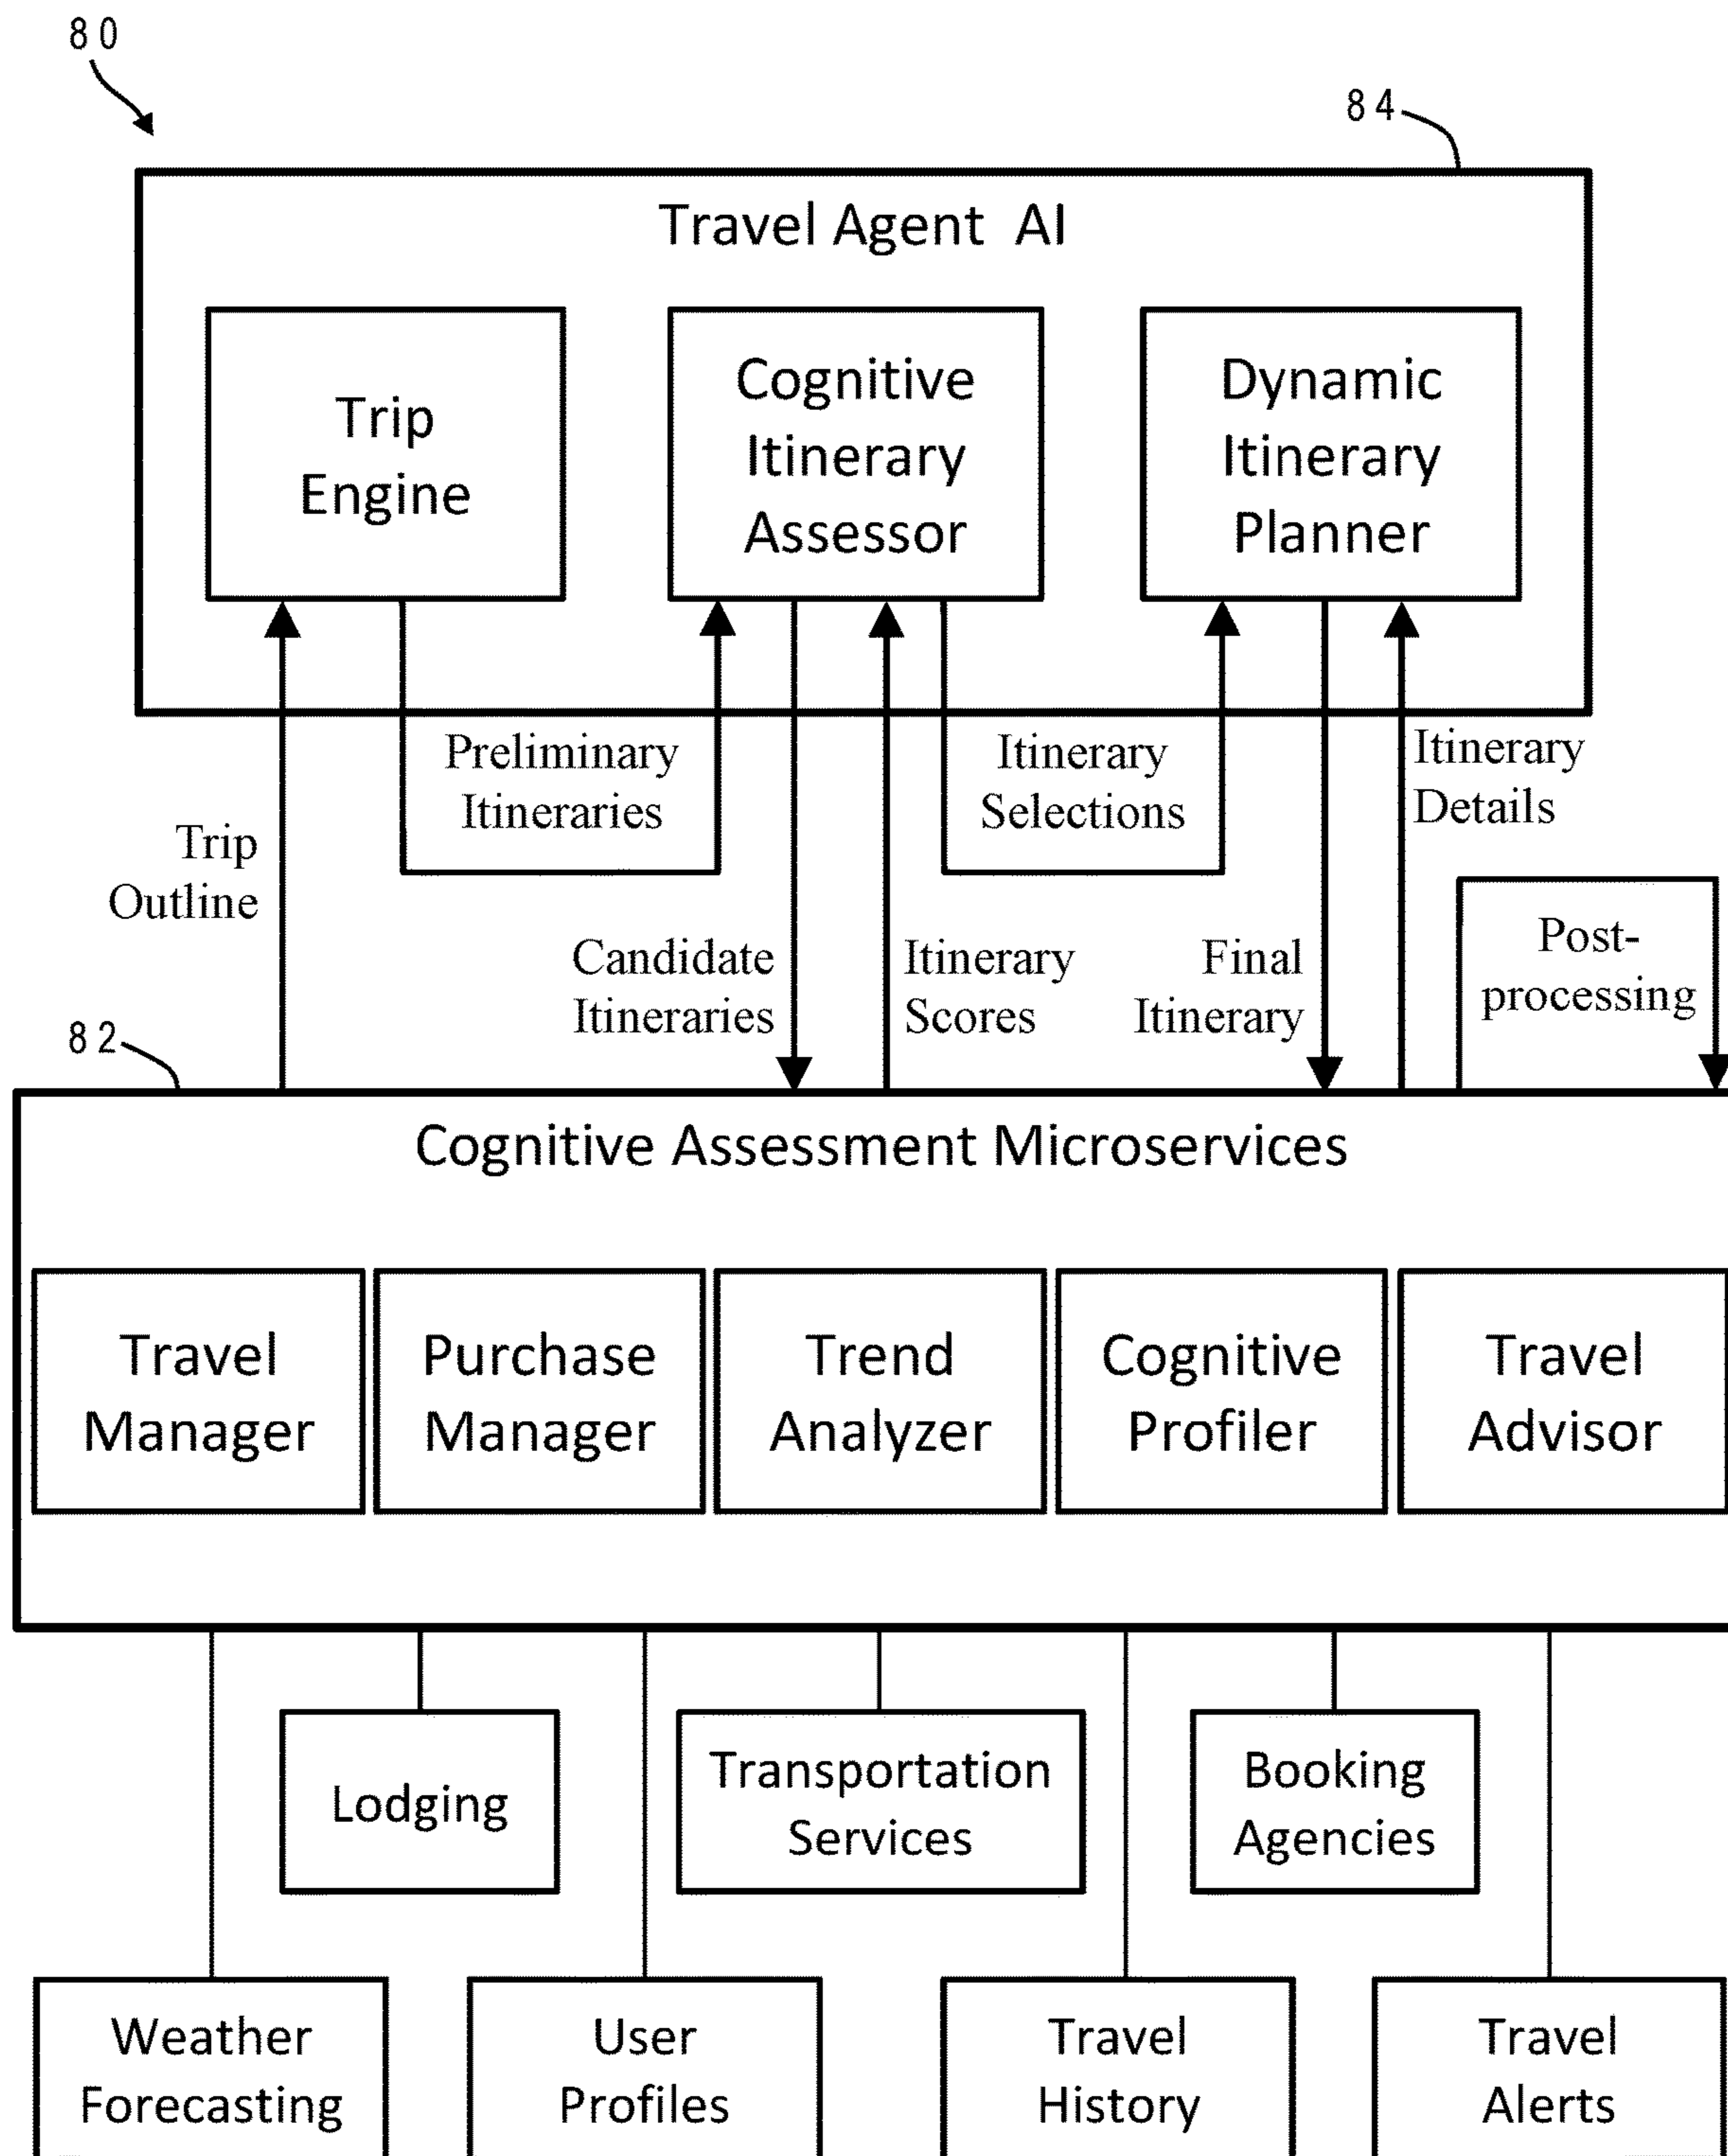 80
84
Travel Agent AI
Trip
Engine
Cognitive
Itinerary
Assessor
Dynamic
Itinerary
Planner
Preliminary
Itineraries
Itinerary
Selections
Itinerary
Details
Trip
Outline
Candidate
Itineraries
Itinerary
Scores
Final
Itinerary
Post-
processing
82
Cognitive Assessment Microservices
Travel
Manager
Purchase
Manager
Trend
Analyzer
Cognitive
Profiler
Travel
Advisor
Lodging
Transportation
Services
Booking
Agencies
Weather
Forecasting
User
Profiles
Travel
History
Travel
Alerts